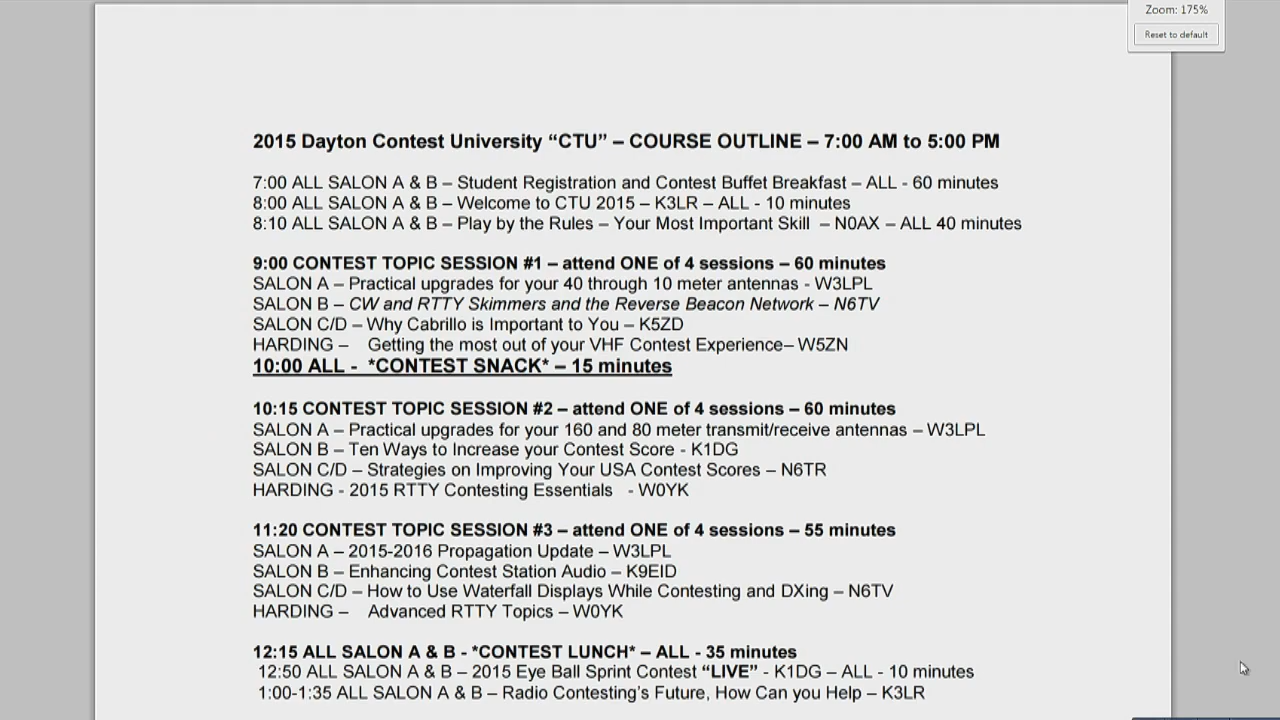 Zoom: 175%
Reset to default
2015 Dayton Contest University “CTU” – COURSE OUTLINE – 7:00 AM to 5:00 PM
7:00 ALL SALON A & B – Student Registration and Contest Buffet Breakfast – ALL - 60 minutes
8:00 ALL SALON A & B – Welcome to CTU 2015 – K3LR – ALL - 10 minutes
8:10 ALL SALON A & B – Play by the Rules – Your Most Important Skill – N0AX – ALL 40 minutes
9:00 CONTEST TOPIC SESSION #1 – attend ONE of 4 sessions – 60 minutes
SALON A – Practical upgrades for your 40 through 10 meter antennas - W3LPL
SALON B – CW and RTTY Skimmers and the Reverse Beacon Network – N6TV
SALON C/D – Why Cabrillo is Important to You – K5ZD
HARDING – Getting the most out of your VHF Contest Experience– W5ZN
10:00 ALL - *CONTEST SNACK* – 15 minutes
10:15 CONTEST TOPIC SESSION #2 – attend ONE of 4 sessions – 60 minutes
SALON A – Practical upgrades for your 160 and 80 meter transmit/receive antennas – W3LPL
SALON B – Ten Ways to Increase your Contest Score - K1DG
SALON C/D – Strategies on Improving Your USA Contest Scores – N6TR
HARDING - 2015 RTTY Contesting Essentials - W0YK
11:20 CONTEST TOPIC SESSION #3 – attend ONE of 4 sessions – 55 minutes
SALON A – 2015-2016 Propagation Update – W3LPL
SALON B – Enhancing Contest Station Audio – K9EID
SALON C/D – How to Use Waterfall Displays While Contesting and DXing – N6TV
HARDING – Advanced RTTY Topics – W0YK
12:15 ALL SALON A & B - *CONTEST LUNCH* – ALL - 35 minutes
12:50 ALL SALON A & B – 2015 Eye Ball Sprint Contest “LIVE” - K1DG – ALL - 10 minutes
1:00-1:35 ALL SALON A & B – Radio Contesting’s Future, How Can you Help – K3LR